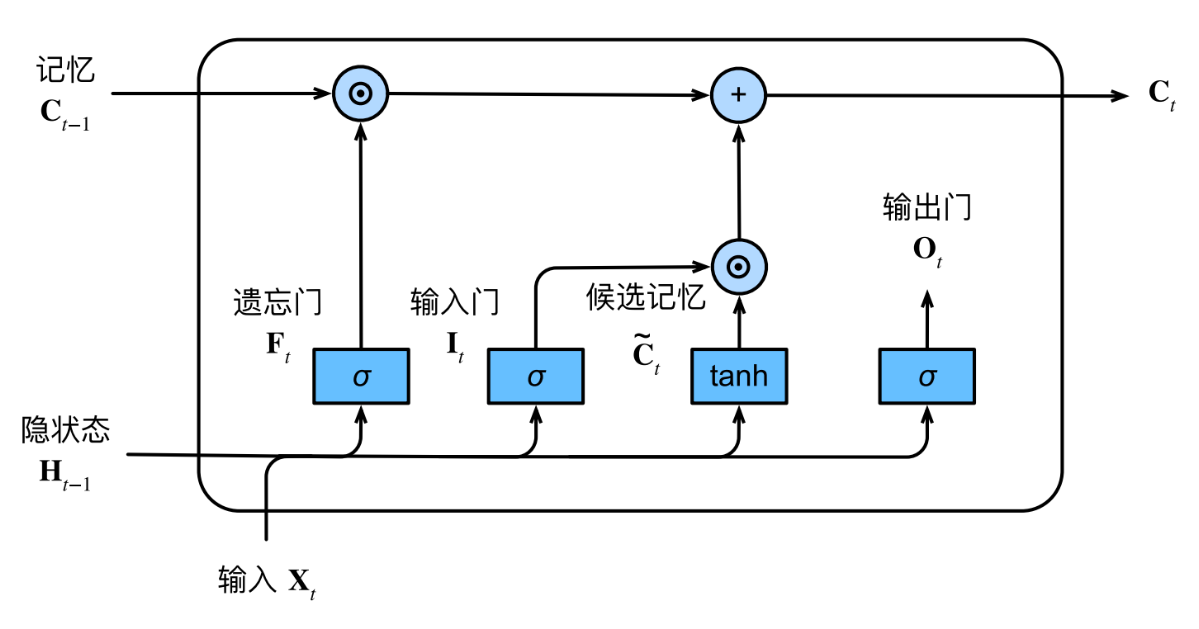 记忆
C_{t−1}
⊙
+
C_t
输出门
O_t
⊙
遗忘门
F_t
输入门
I_t
候选记忆
C̃_t
σ
σ
tanh
σ
隐状态
H_{t−1}
输入 X_t